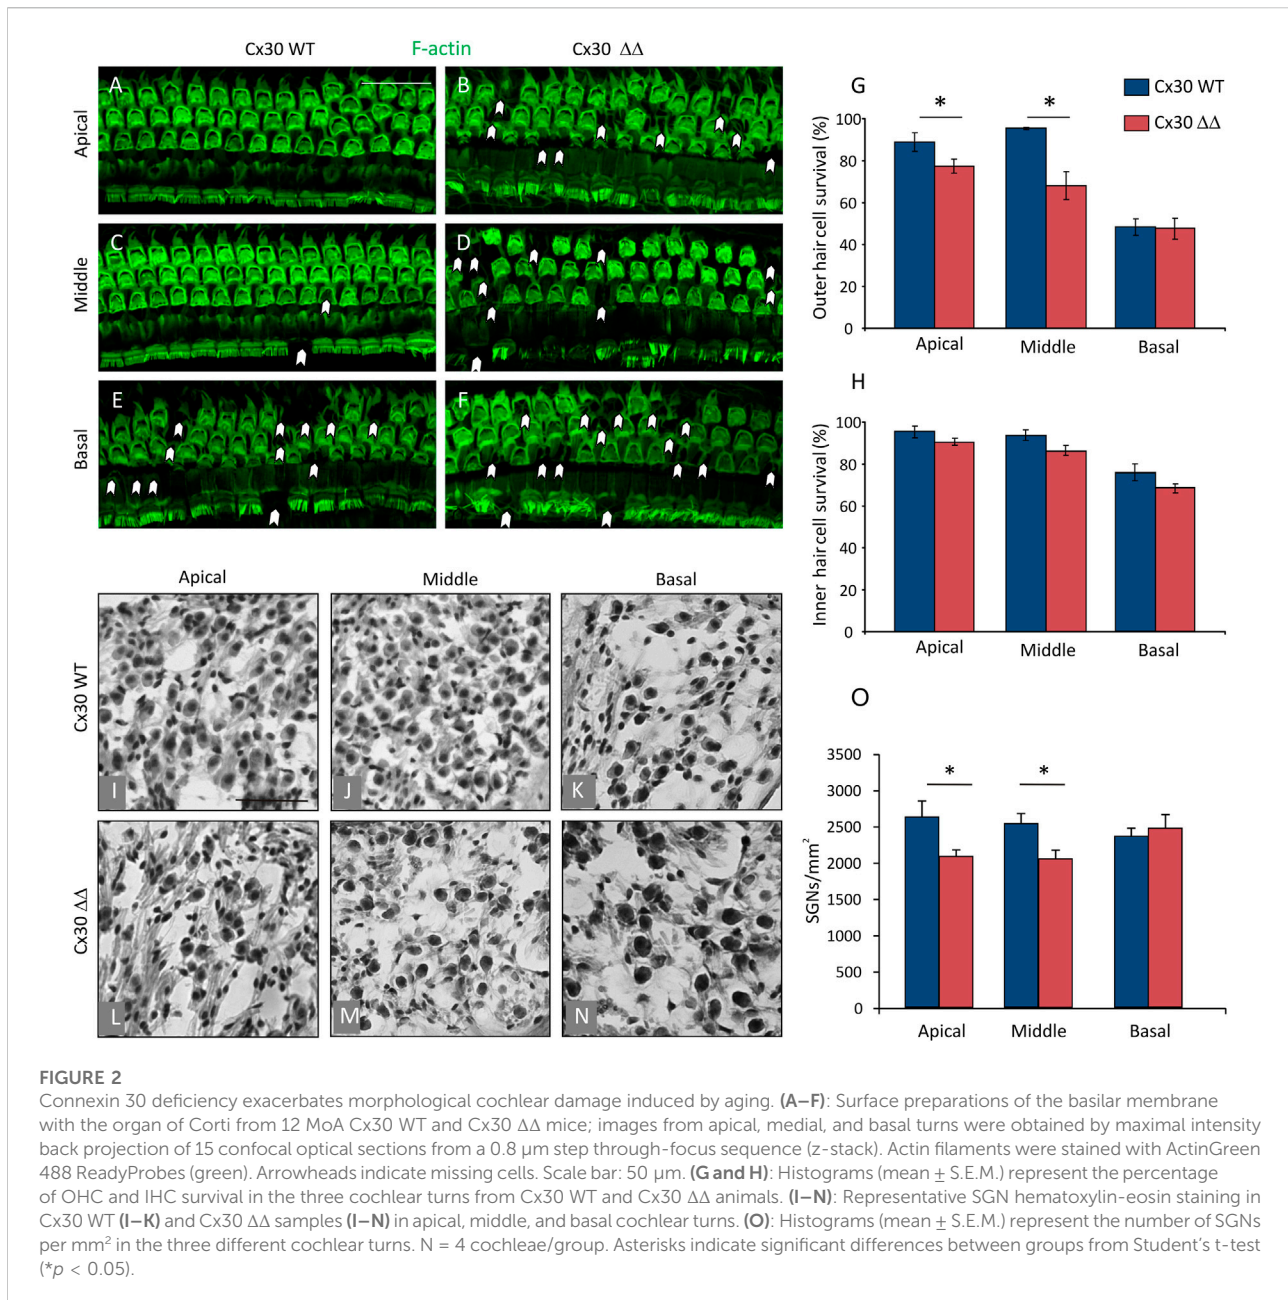 Cx30 WT F-actin Cx30 ΔΔ
Apical
A
B
Middle
C
D
Basal
E
F
Apical Middle Basal
Cx30 WT
I
J
K
Cx30 ΔΔ
L
M
N
G
Cx30 WT
Cx30 ΔΔ
* *
Outer hair cell survival (%)
100
80
60
40
20
0
Apical Middle Basal
H
Inner hair cell survival (%)
100
80
60
40
20
0
Apical Middle Basal
O
* *
SGNs/mm²
3500
3000
2500
2000
1500
1000
500
0
Apical Middle Basal
FIGURE 2
Connexin 30 deficiency exacerbates morphological cochlear damage induced by aging. (A–F): Surface preparations of the basilar membrane
with the organ of Corti from 12 MoA Cx30 WT and Cx30 ΔΔ mice; images from apical, medial, and basal turns were obtained by maximal intensity
back projection of 15 confocal optical sections from a 0.8 µm step through-focus sequence (z-stack). Actin filaments were stained with ActinGreen
488 ReadyProbes (green). Arrowheads indicate missing cells. Scale bar: 50 µm. (G and H): Histograms (mean ± S.E.M.) represent the percentage
of OHC and IHC survival in the three cochlear turns from Cx30 WT and Cx30 ΔΔ animals. (I–N): Representative SGN hematoxylin-eosin staining in
Cx30 WT (I–K) and Cx30 ΔΔ samples (I–N) in apical, middle, and basal cochlear turns. (O): Histograms (mean ± S.E.M.) represent the number of SGNs
per mm² in the three different cochlear turns. N = 4 cochleae/group. Asterisks indicate significant differences between groups from Student's t-test
(*p < 0.05).